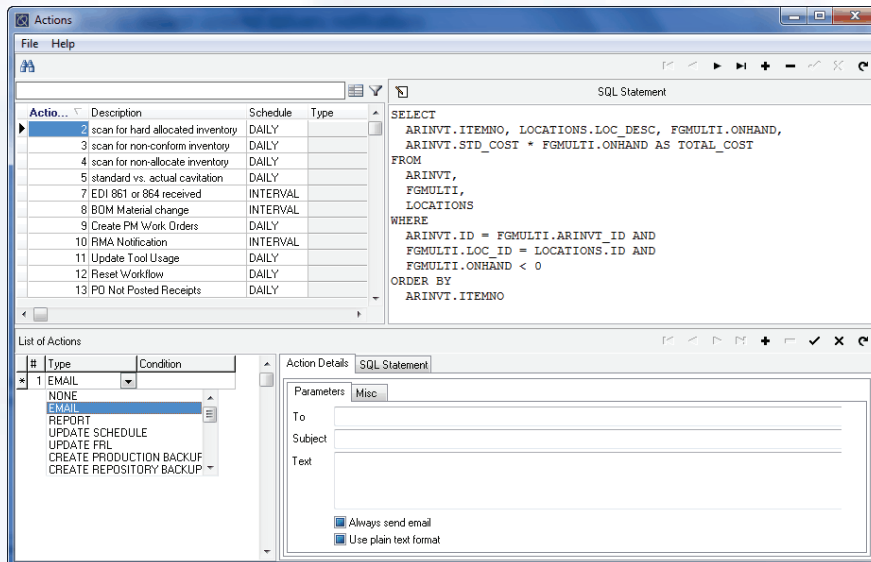 Actions
File Help
SQL Statement
Actio... Description Schedule Type
2 scan for hard allocated inventory DAILY
3 scan for non-conform inventory DAILY
4 scan for non-allocate inventory DAILY
5 standard vs. actual cavitation DAILY
7 EDI 861 or 864 received INTERVAL
8 BOM Material change INTERVAL
9 Create PM Work Orders DAILY
10 RMA Notification INTERVAL
11 Update Tool Usage DAILY
12 Reset Workflow DAILY
13 PO Not Posted Receipts DAILY
SELECT
ARINVT.ITEMNO, LOCATIONS.LOC_DESC, FGMULTI.ONHAND,
ARINVT.STD_COST * FGMULTI.ONHAND AS TOTAL_COST
FROM
ARINVT,
FGMULTI,
LOCATIONS
WHERE
ARINVT.ID = FGMULTI.ARINVT_ID AND
FGMULTI.LOC_ID = LOCATIONS.ID AND
FGMULTI.ONHAND < 0
ORDER BY
ARINVT.ITEMNO
List of Actions
# Type Condition
* 1 EMAIL
NONE
EMAIL
REPORT
UPDATE SCHEDULE
UPDATE FRL
CREATE PRODUCTION BACKUP
CREATE REPOSITORY BACKUP
Action Details SQL Statement
Parameters Misc
To
Subject
Text
Always send email
Use plain text format